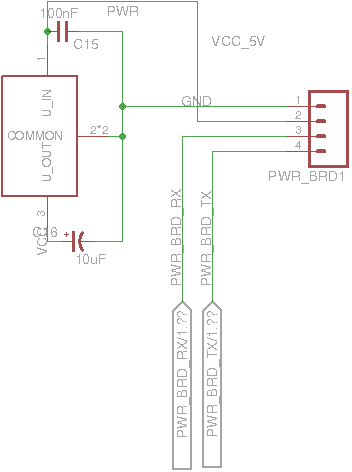 100nF
PWR
C15
VCC_5V
1
U_IN
COMMON
2*2
U_OUT
3
GND
1
2
3
4
PWR_BRD1
VCC
C16
+
10uF
PWR_BRD_RX
PWR_BRD_TX
PWR_BRD_RX/1.??
PWR_BRD_TX/1.??